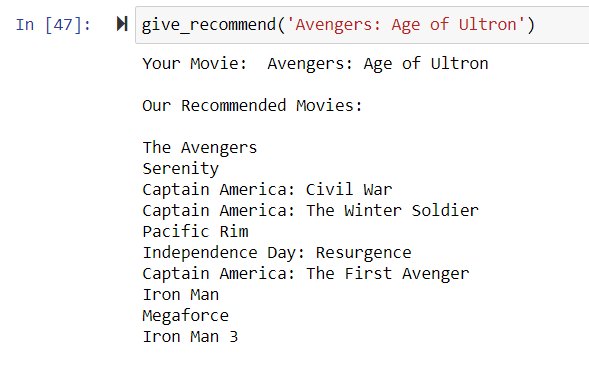 In [47]: give_recommend('Avengers: Age of Ultron')
Your Movie:  Avengers: Age of Ultron
Our Recommended Movies:
The Avengers
Serenity
Captain America: Civil War
Captain America: The Winter Soldier
Pacific Rim
Independence Day: Resurgence
Captain America: The First Avenger
Iron Man
Megaforce
Iron Man 3